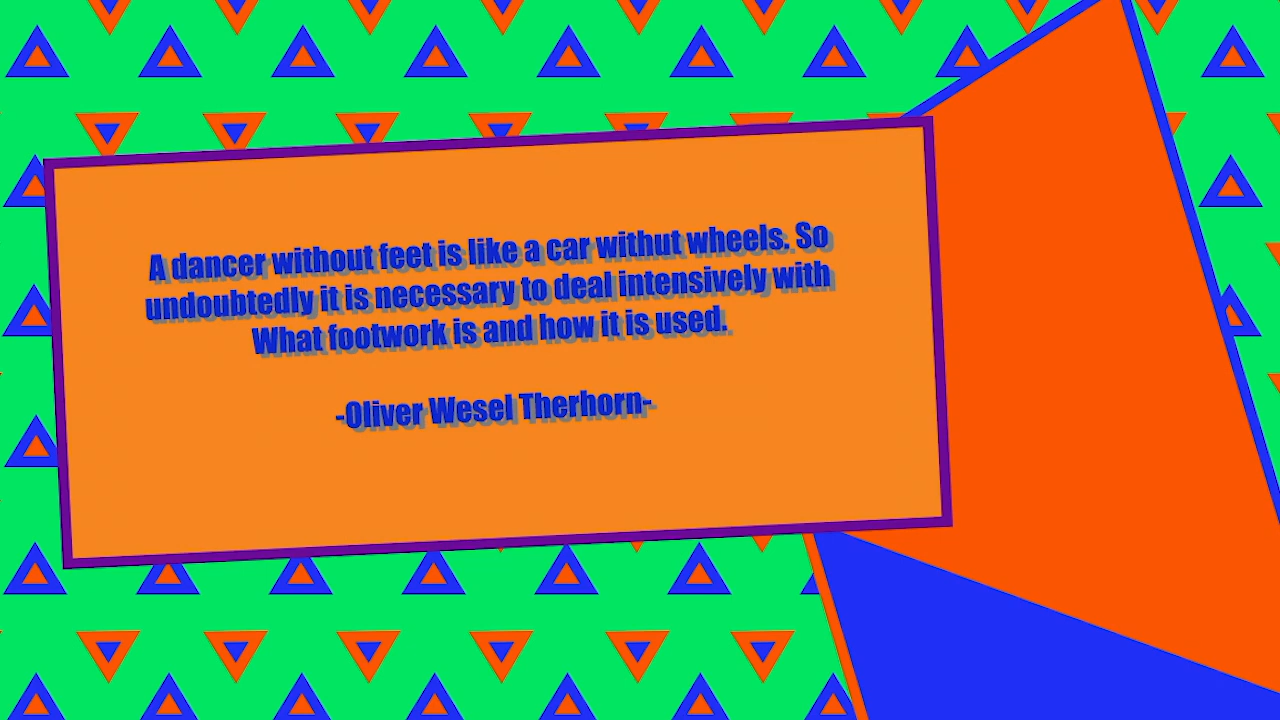 A dancer without feet is like a car withut wheels. So
undoubtedly it is necessary to deal intensively with
What footwork is and how it is used.
-Oliver Wesel Therhorn-